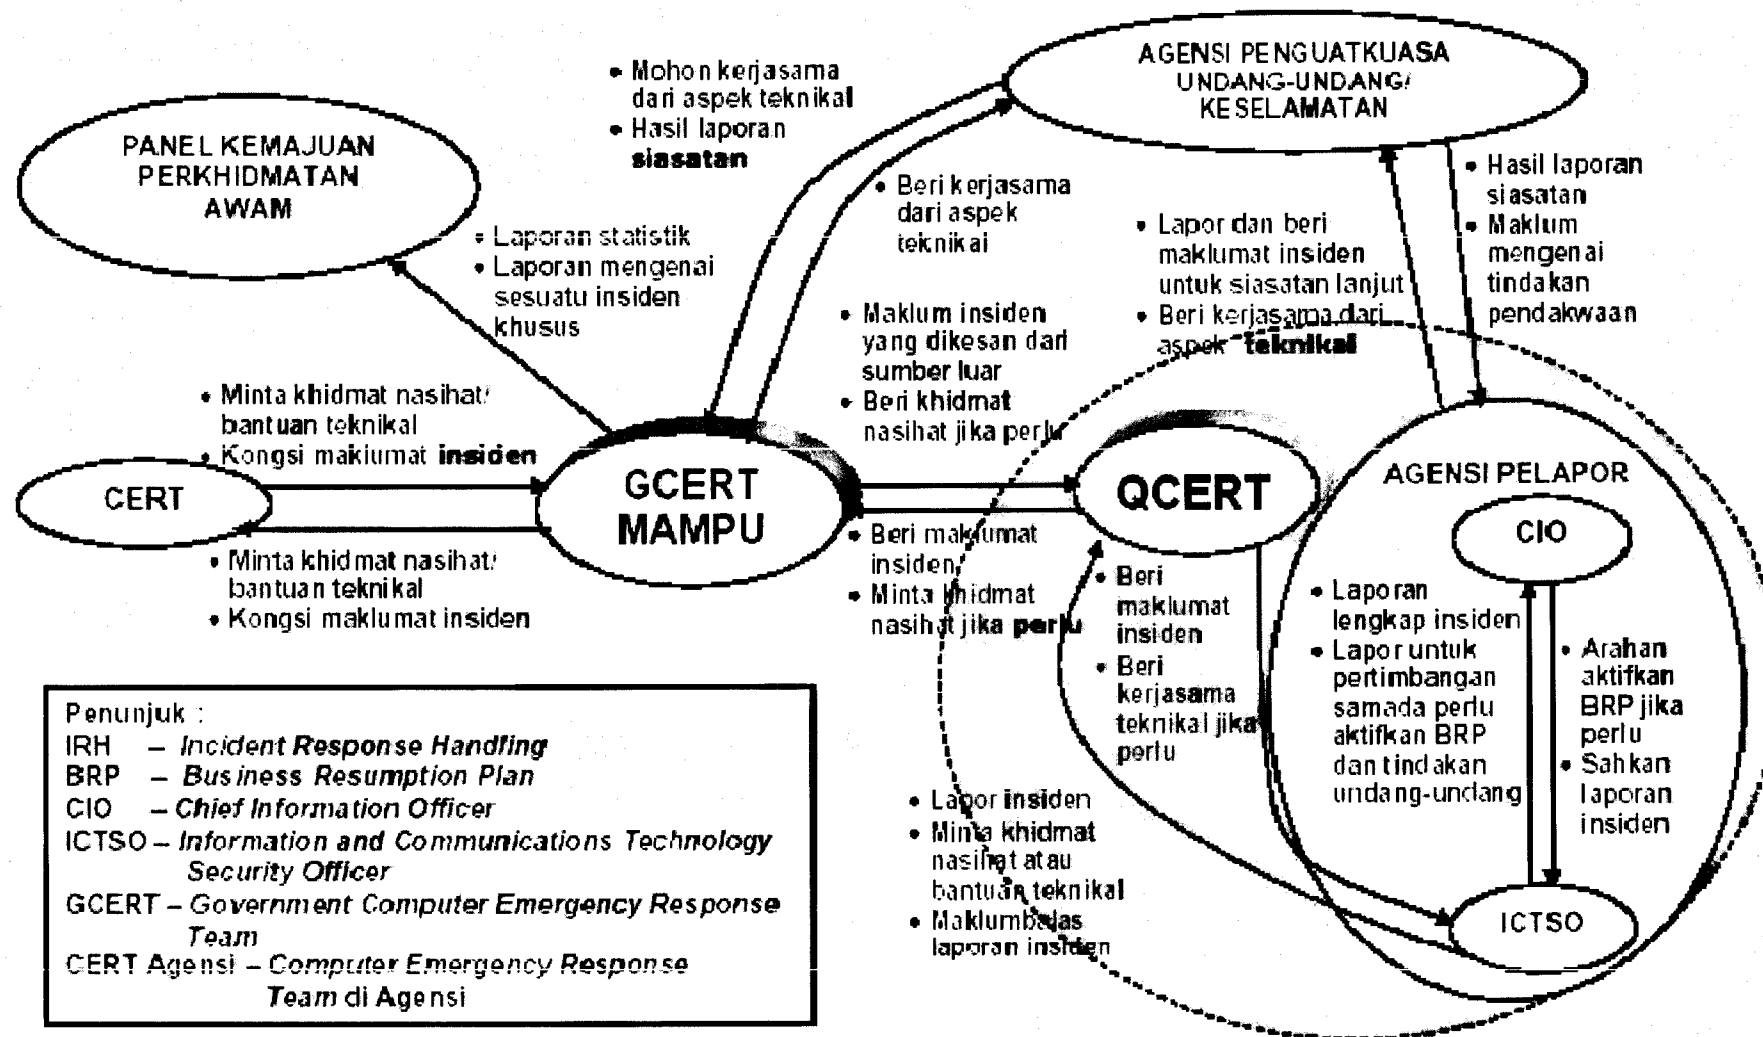 AGENSI PENGUATKUASA
UNDANG-UNDANG/
KESELAMATAN
• Mohon kerjasama
dari aspek teknikal
• Hasil laporan
siasatan
PANEL KEMAJUAN
PERKHIDMATAN
AWAM
• Beri kerjasama
dari aspek
teknikal
• Hasil laporan
siasatan
• Maklum
mengenai
tindakan
pendakwaan
• Laporan statistik
• Laporan mengenai
sesuatu insiden
khusus
• Lapor dan beri
maklumat insiden
untuk siasatan lanjut
• Beri kerjasama dari
aspek teknikal
• Maklum insiden
yang dikesan dari
sumber luar
• Beri khidmat
nasihat jika perlu
• Minta khidmat nasihat/
bantuan teknikal
• Kongsi maklumat insiden
CERT
GCERT
MAMPU
QCERT
AGENSI PELAPOR
CIO
• Minta khidmat nasihat/
bantuan teknikal
• Kongsi maklumat insiden
• Beri maklumat
insiden
• Minta khidmat
nasihat jika perlu
• Beri
maklumat
insiden
• Beri
kerjasama
teknikal jika
perlu
• Laporan
lengkap insiden
• Lapor untuk
pertimbangan
samada perlu
aktifkan BRP
dan tindakan
undang-undang
• Arahan
aktifkan
BRP jika
perlu
• Sahkan
laporan
insiden
• Lapor insiden
• Minta khidmat
nasihat atau
bantuan teknikal
• Maklumbalas
laporan insiden
ICTSO
Penunjuk :
IRH – Incident Response Handling
BRP – Business Resumption Plan
CIO – Chief Information Officer
ICTSO – Information and Communications Technology
Security Officer
GCERT – Government Computer Emergency Response
Team
CERT Agensi – Computer Emergency Response
Team di Agensi